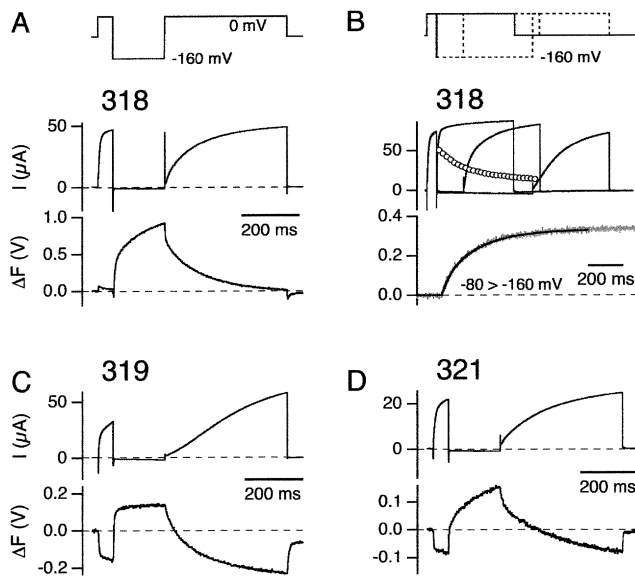 A
0 mV
-160 mV
318
50
0
I (µA)
1.0
0.5
0.0
ΔF (V)
200 ms
B
-160 mV
318
100
50
0
I (µA)
0.4
0.2
0.0
ΔF (V)
-80 > -160 mV
200 ms
C
319
50
0
I (µA)
200 ms
0.2
0.0
-0.2
ΔF (V)
D
321
20
0
I (µA)
200 ms
0.1
0.0
-0.1
ΔF (V)